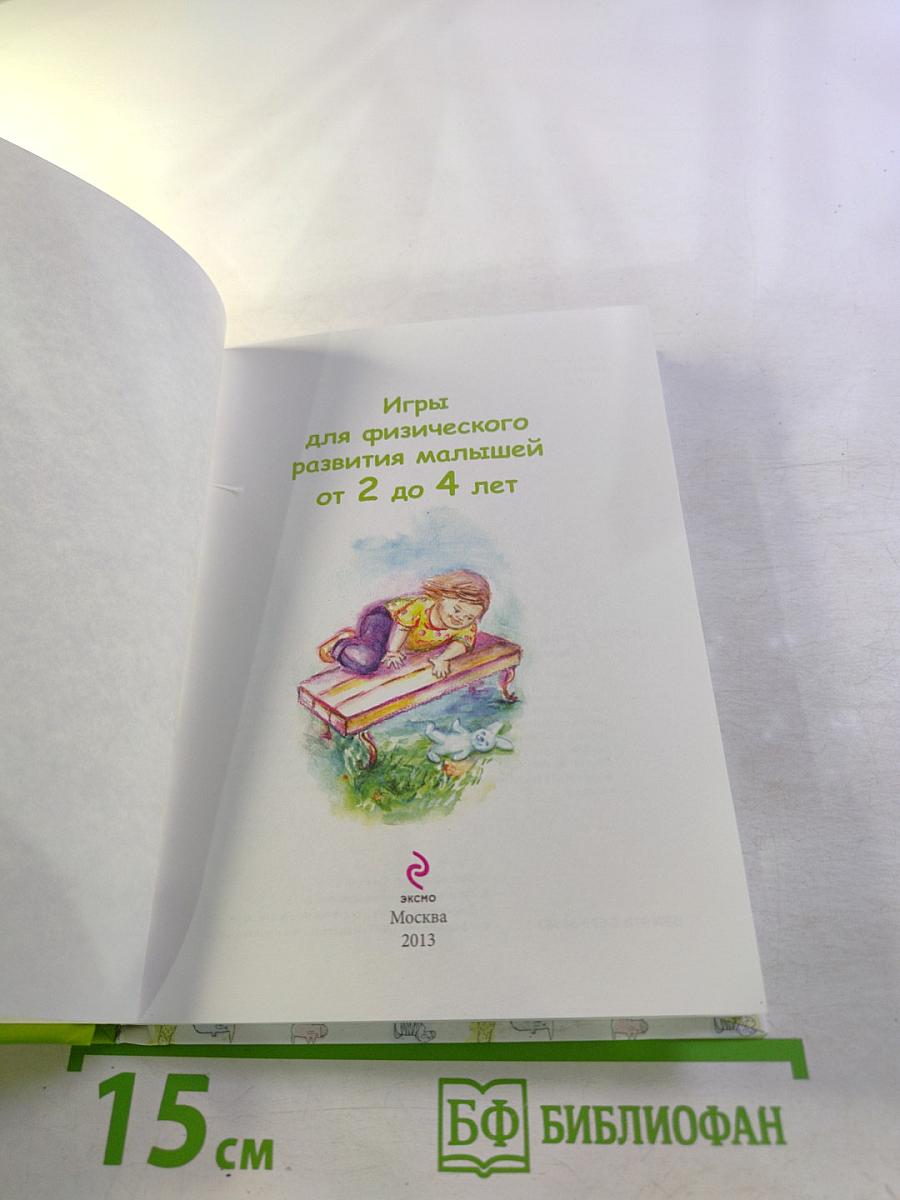 Игры
для физического
развития малышей
от 2 до 4 лет
эксмо
Москва
2013
15 см
БФ БИБЛИОФАН